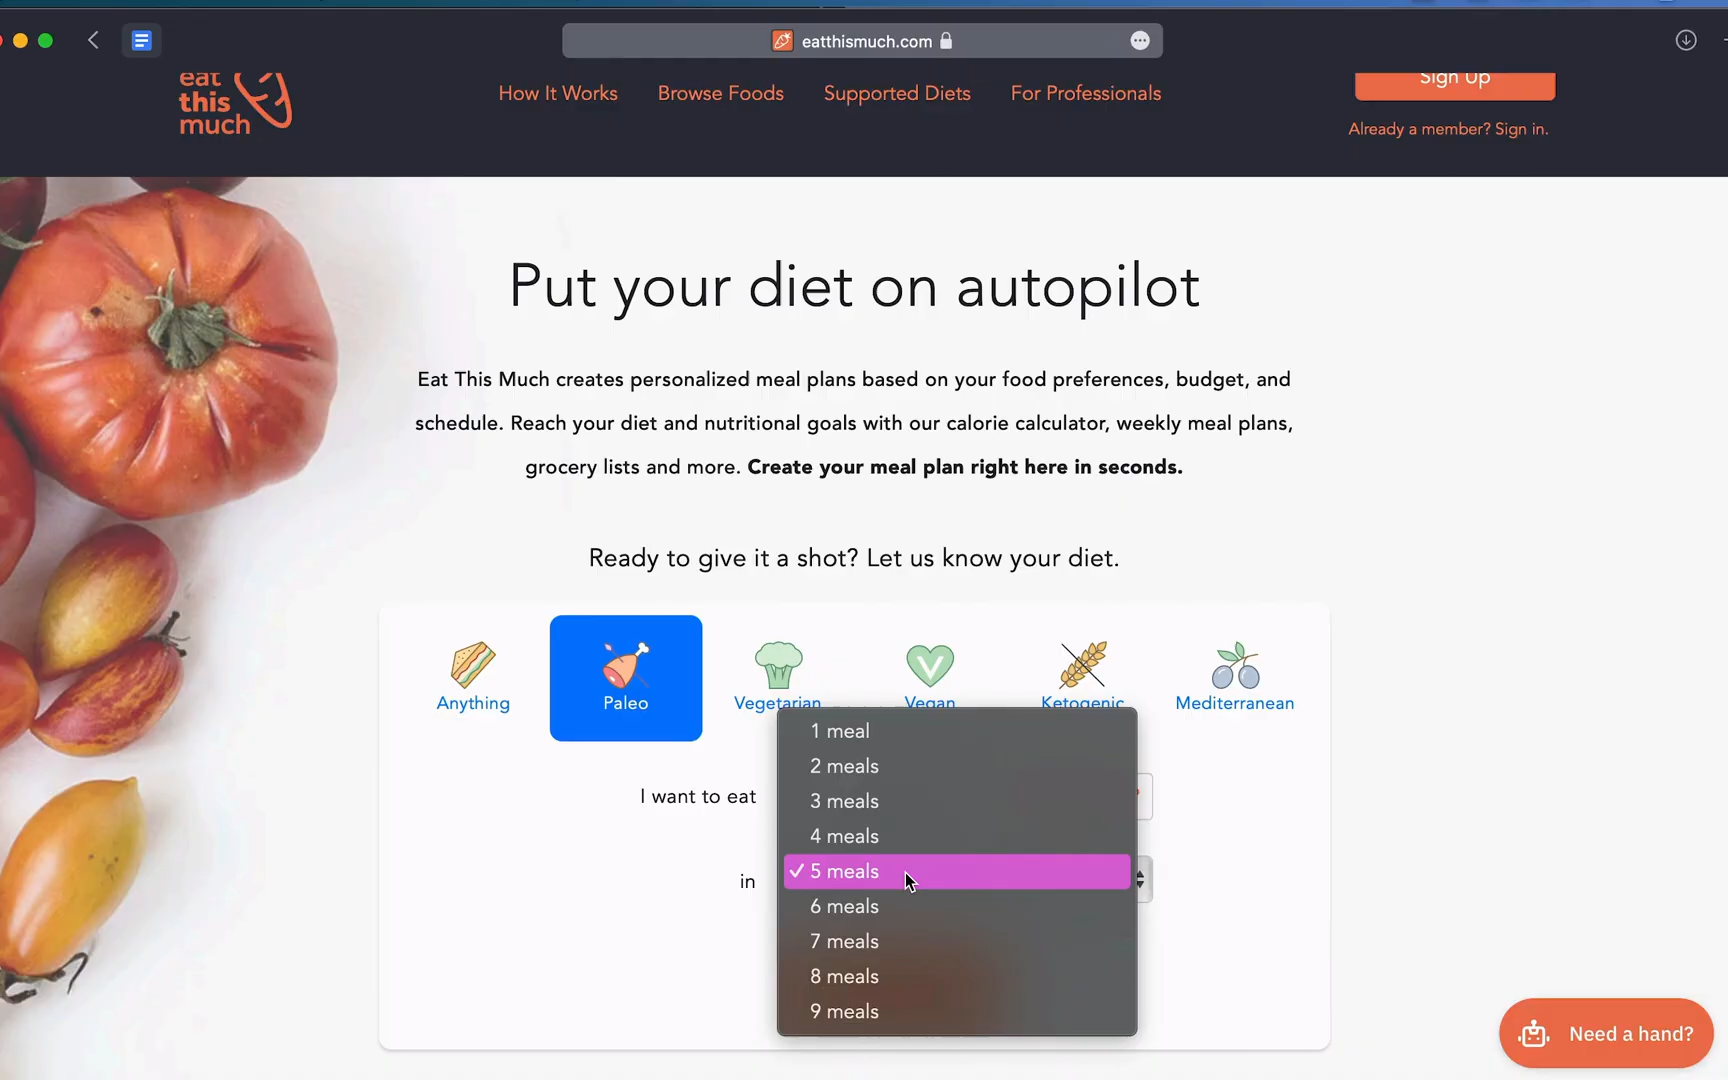 eatthismuch.com
eat
this
much
How It Works
Browse Foods
Supported Diets
For Professionals
Sign Up
Already a member? Sign in.
Put your diet on autopilot
Eat This Much creates personalized meal plans based on your food preferences, budget, and
schedule. Reach your diet and nutritional goals with our calorie calculator, weekly meal plans,
grocery lists and more. Create your meal plan right here in seconds.
Ready to give it a shot? Let us know your diet.
Anything
Paleo
Vegetarian
Vegan
Ketogenic
Mediterranean
I want to eat
in
1 meal
2 meals
3 meals
4 meals
✓ 5 meals
6 meals
7 meals
8 meals
9 meals
Need a hand?